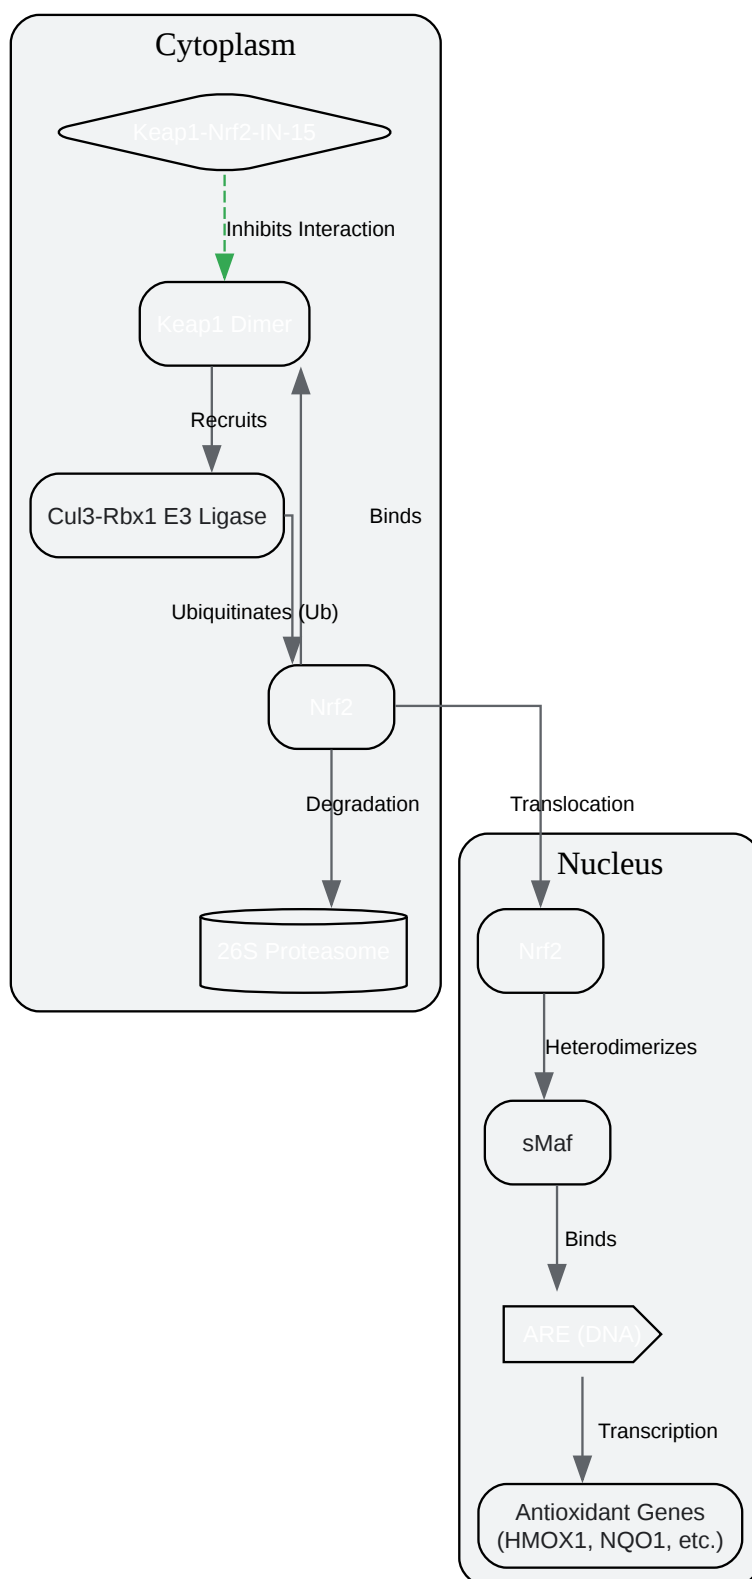 Cytoplasm
Keap1-Nrf2-IN-15
Inhibits Interaction
Keap1 Dimer
Recruits
Cul3-Rbx1 E3 Ligase
Binds
Ubiquitinates (Ub)
Nrf2
Degradation
Translocation
Nucleus
26S Proteasome
Nrf2
Heterodimerizes
sMaf
Binds
ARE (DNA)
Transcription
Antioxidant Genes
(HMOX1, NQO1, etc.)